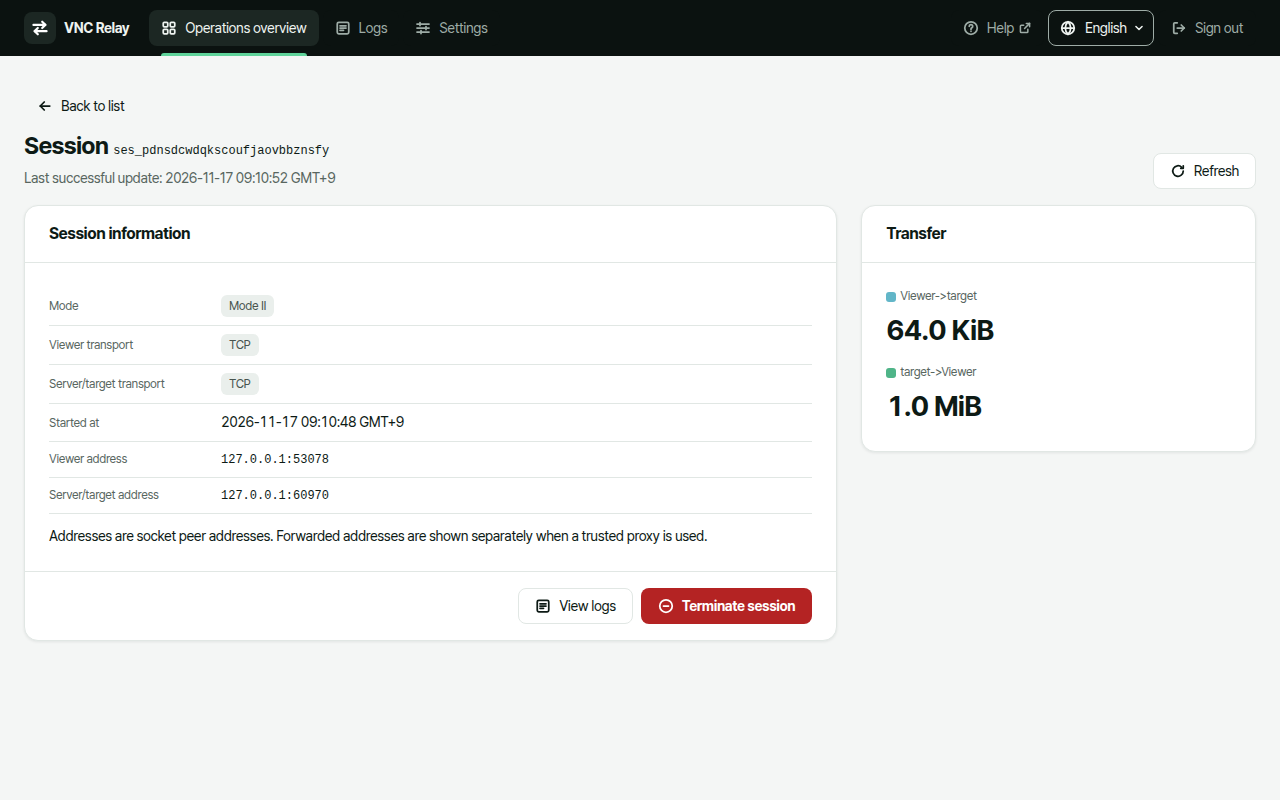 VNC Relay
Operations overview
Logs
Settings
Help
English
Sign out
Back to list
Session ses_pdnsdcwdqkscoufjaovbbznsfy
Last successful update: 2026-11-17 09:10:52 GMT+9
Refresh
Session information
Mode Mode II
Viewer transport TCP
Server/target transport TCP
Started at 2026-11-17 09:10:48 GMT+9
Viewer address 127.0.0.1:53078
Server/target address 127.0.0.1:60970
Addresses are socket peer addresses. Forwarded addresses are shown separately when a trusted proxy is used.
View logs
Terminate session
Transfer
Viewer->target
64.0 KiB
target->Viewer
1.0 MiB